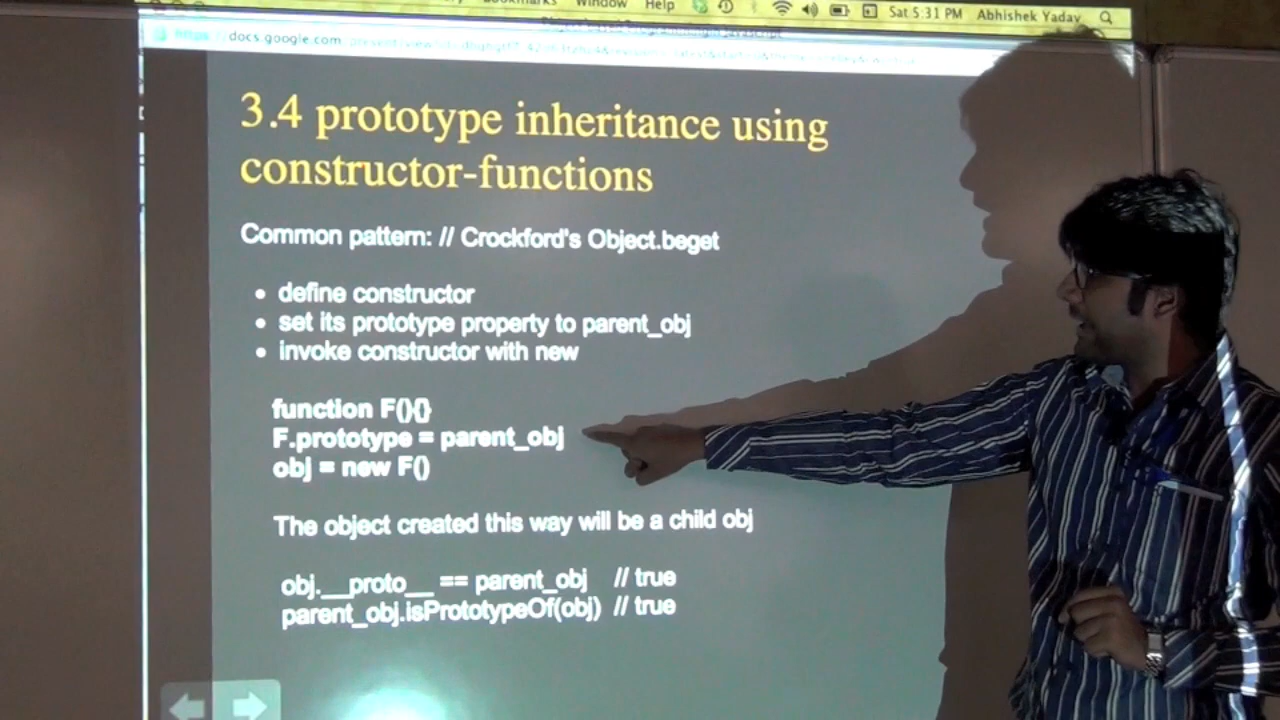 Bookmarks Window Help Sat 5:31 PM Abhishek Yadav
docs.google.com
3.4 prototype inheritance using
constructor-functions
Common pattern: // Crockford's Object.beget
• define constructor
• set its prototype property to parent_obj
• invoke constructor with new
function F(){}
F.prototype = parent_obj
obj = new F()
The object created this way will be a child obj
obj.__proto__ == parent_obj // true
parent_obj.isPrototypeOf(obj) // true